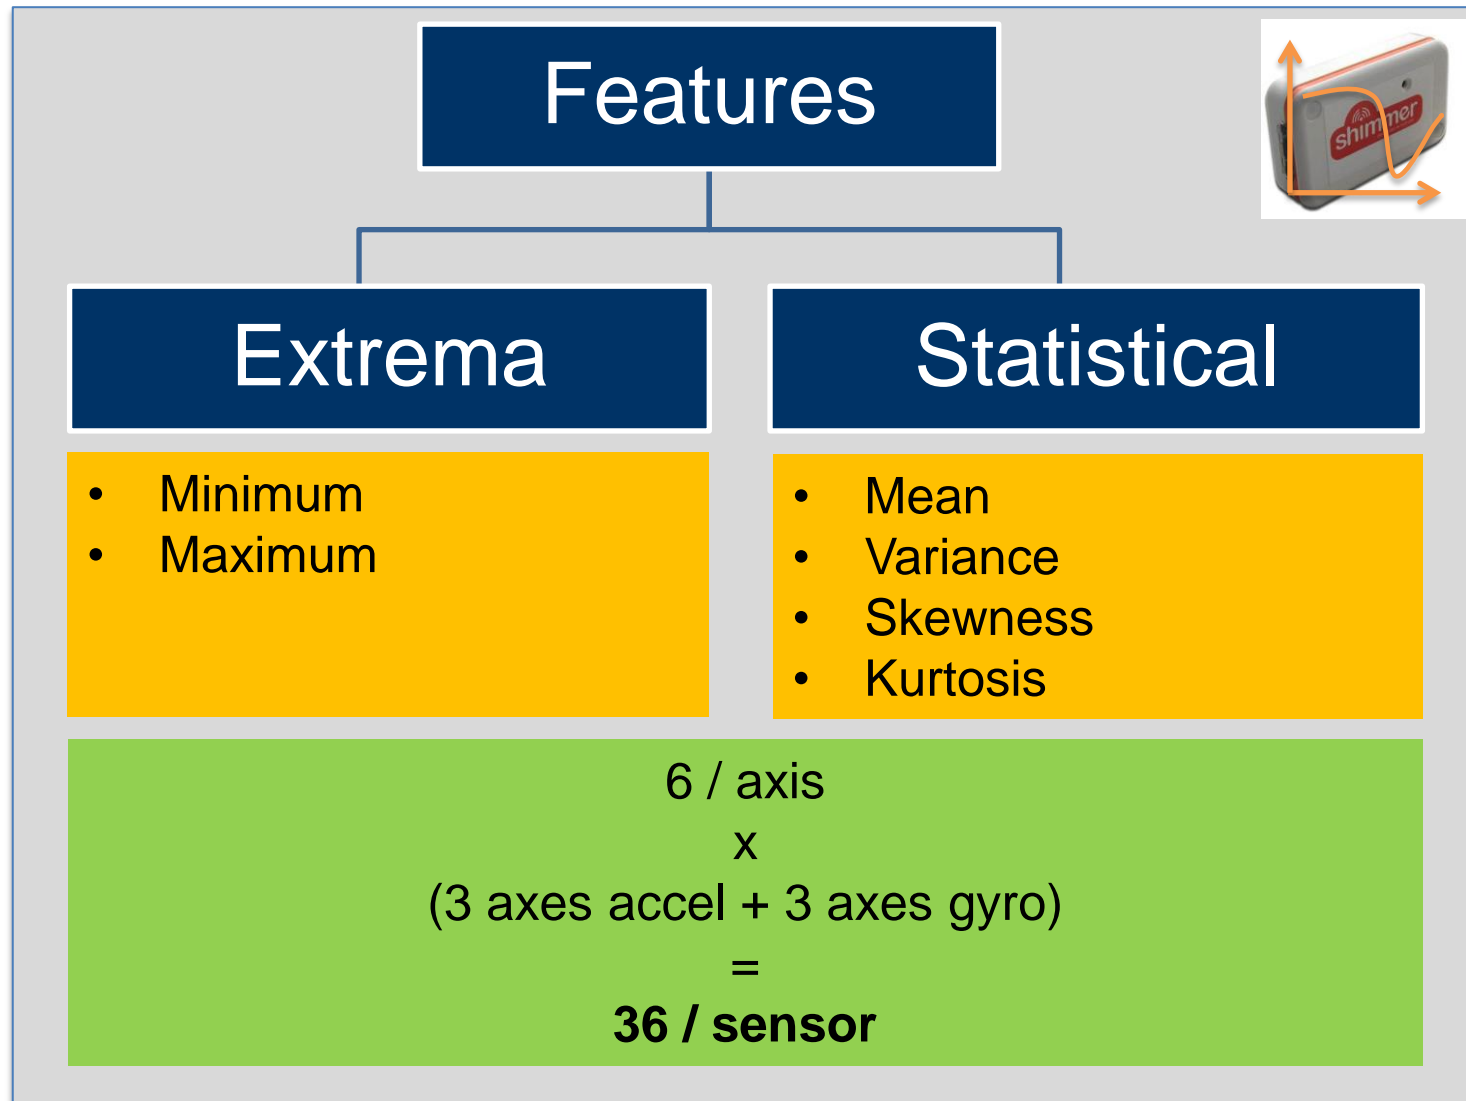 Features
shimmer
Extrema
Statistical
• Minimum
• Maximum
• Mean
• Variance
• Skewness
• Kurtosis
6 / axis
x
(3 axes accel + 3 axes gyro)
=
36 / sensor